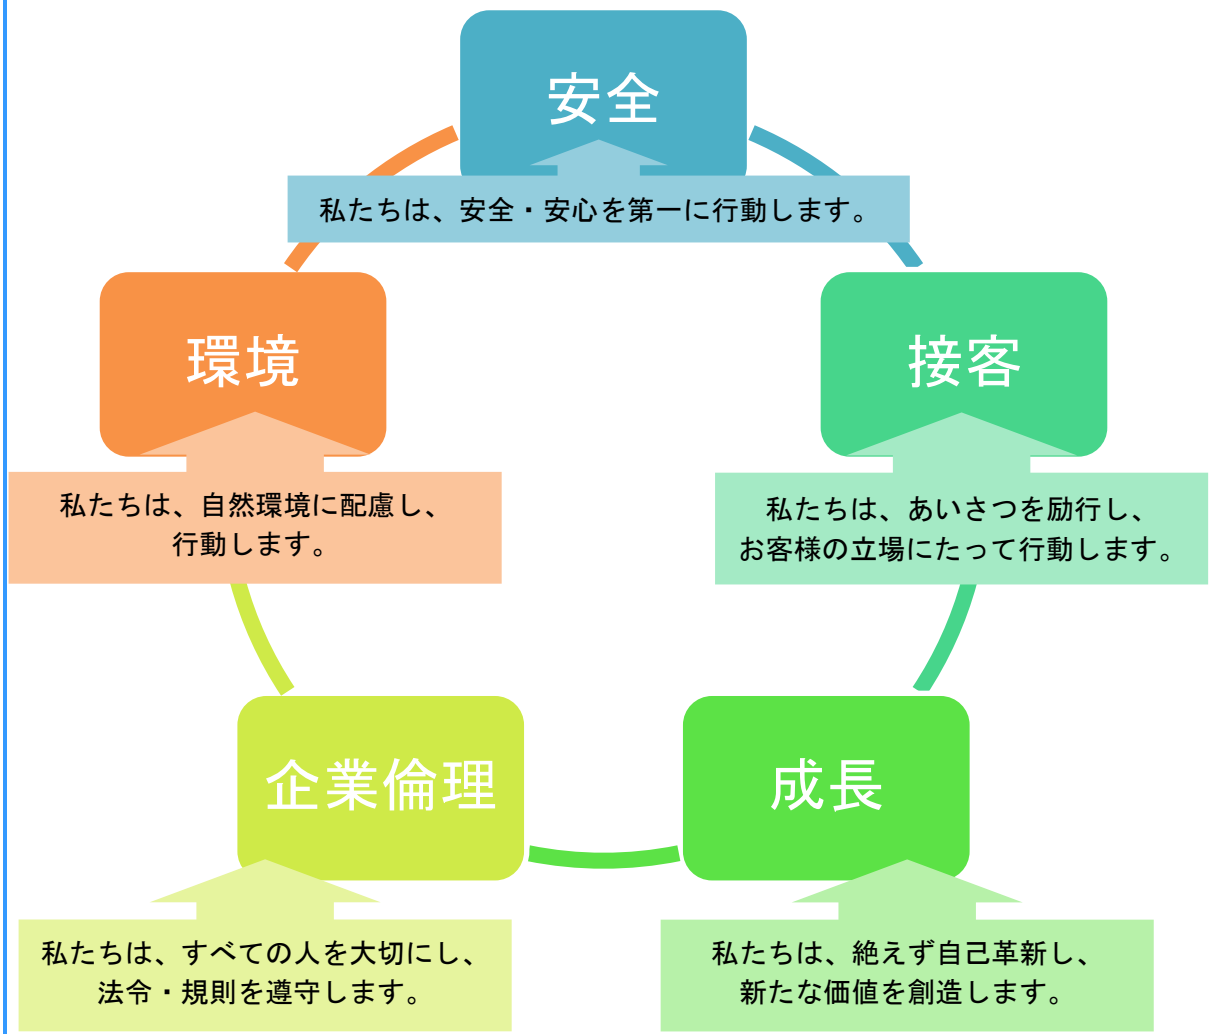 安全
私たちは、安全・安心を第一に行動します。
環境
私たちは、自然環境に配慮し、
行動します。
接客
私たちは、あいさつを励行し、
お客様の立場にたって行動します。
企業倫理
私たちは、すべての人を大切にし、
法令・規則を遵守します。
成長
私たちは、絶えず自己革新し、
新たな価値を創造します。